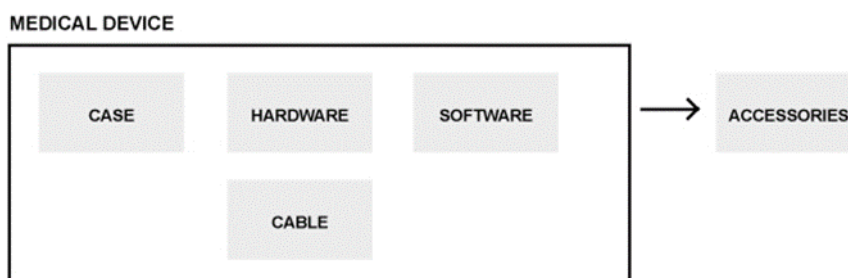 MEDICAL DEVICE
CASE
HARDWARE
SOFTWARE
ACCESSORIES
CABLE